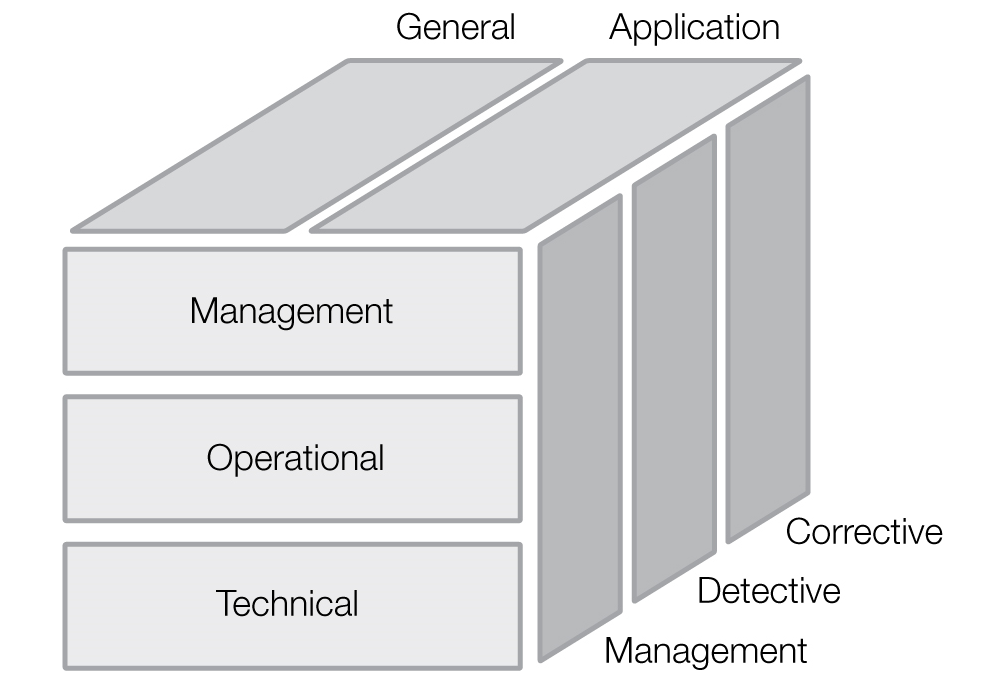 General
Application
Management
Operational
Technical
Corrective
Detective
Management